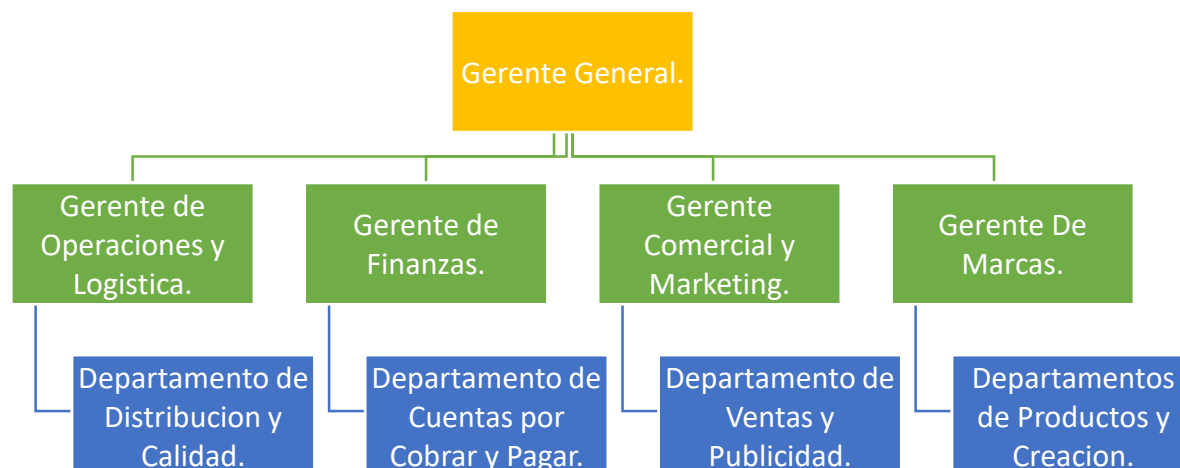 Gerente General.
Gerente de
Operaciones y
Logistica.
Gerente de
Finanzas.
Gerente
Comercial y
Marketing.
Gerente De
Marcas.
Departamento de
Distribucion y
Calidad.
Departamento de
Cuentas por
Cobrar y Pagar.
Departamento de
Ventas y
Publicidad.
Departamentos
de Productos y
Creacion.